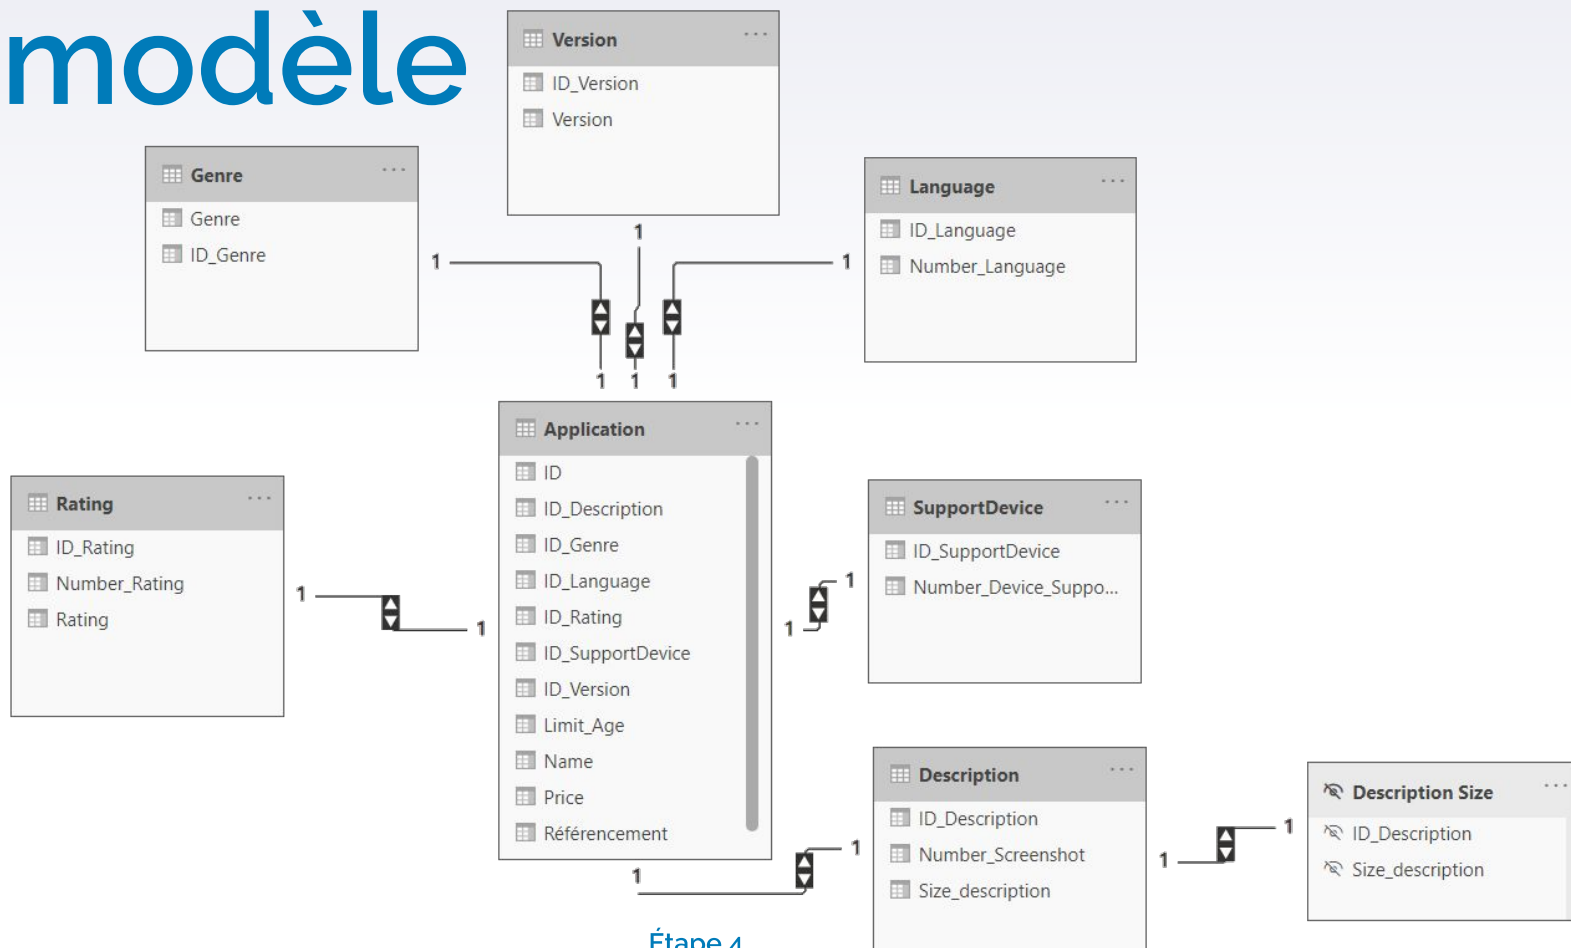 modèle
Version
ID_Version
Version
Genre
Genre
ID_Genre
Language
ID_Language
Number_Language
1
1
1
1
1
1
Application
ID
ID_Description
ID_Genre
ID_Language
ID_Rating
ID_SupportDevice
ID_Version
Limit_Age
Name
Price
Référencement
Rating
ID_Rating
Number_Rating
Rating
1
1
SupportDevice
ID_SupportDevice
Number_Device_Suppo...
1
1
Description
ID_Description
Number_Screenshot
Size_description
1
1
Description Size
ID_Description
Size_description
1
1
Étape 4